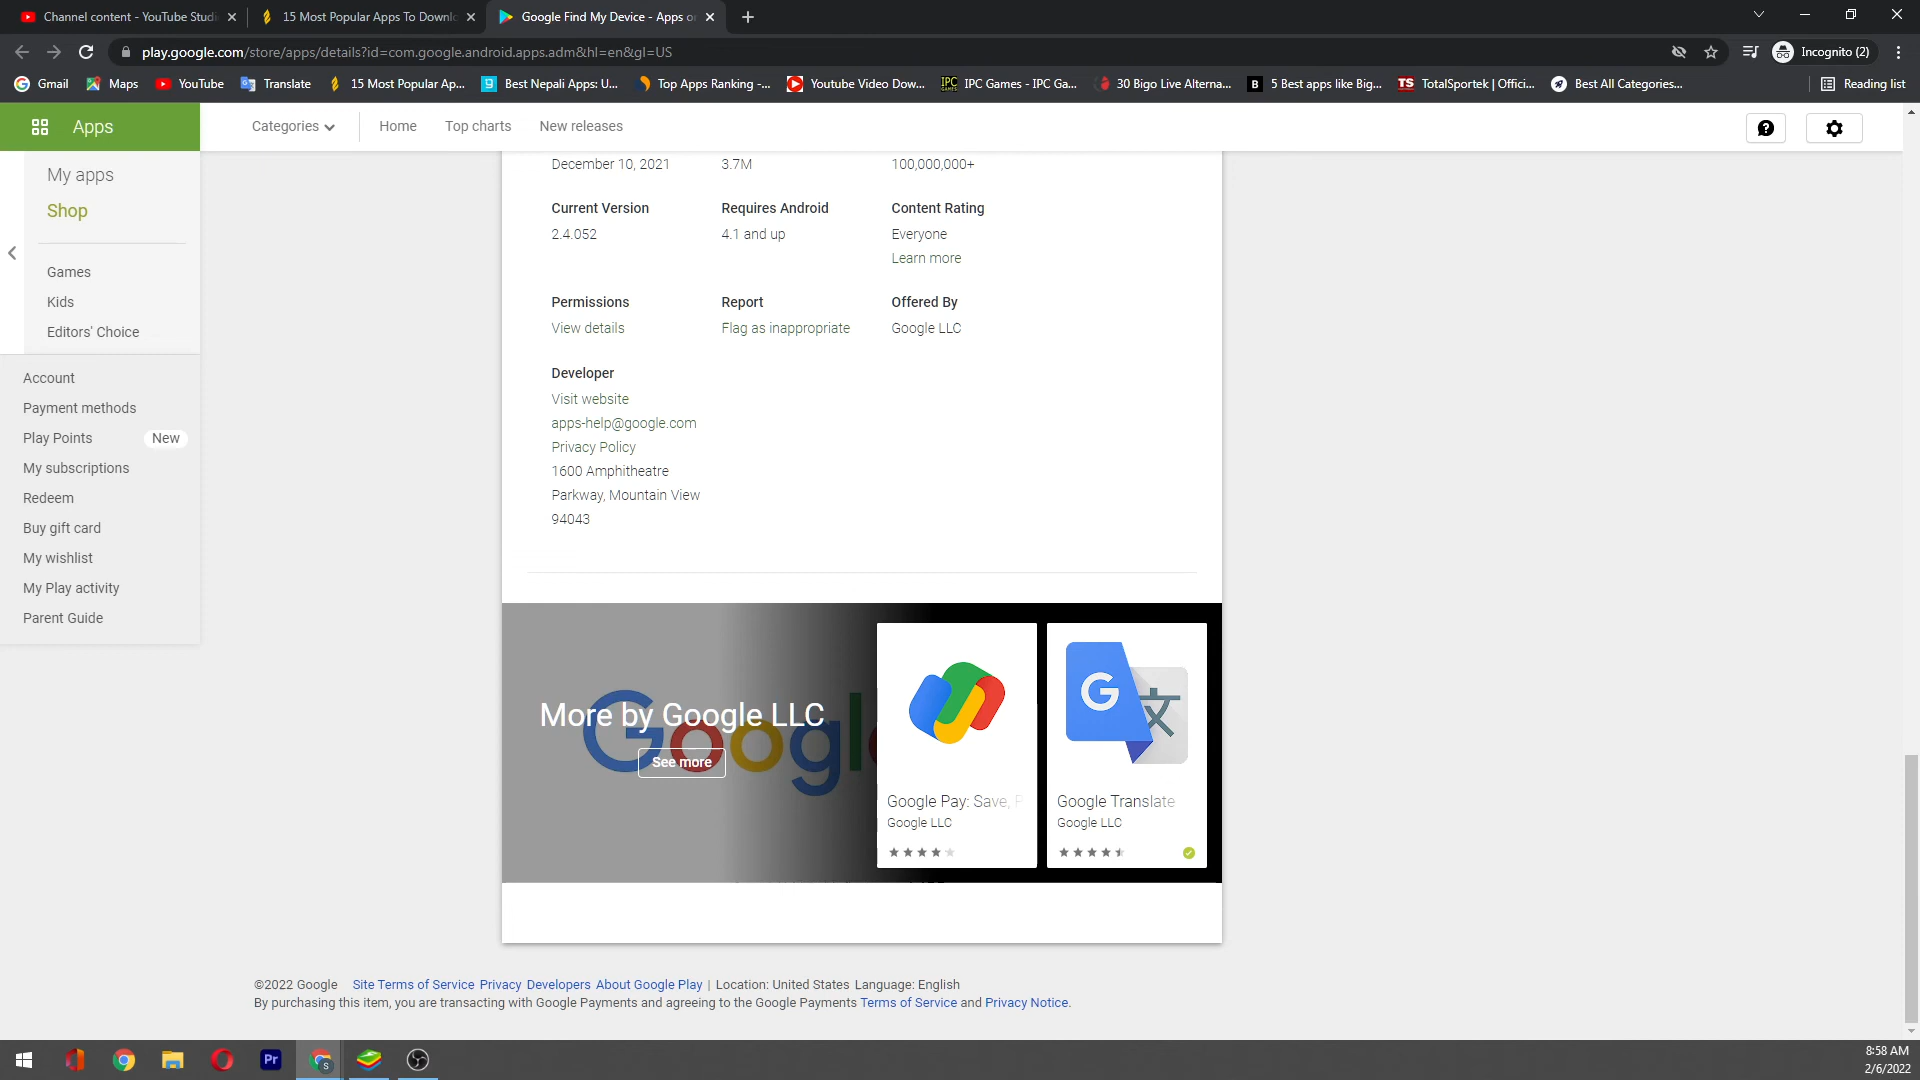 Channel content - YouTube Studi
15 Most Popular Apps To Downlo
Google Find My Device - Apps o
play.google.com/store/apps/details?id=com.google.android.apps.adm&hl=en&gl=US
Incognito (2)
Gmail
Maps
YouTube
Translate
15 Most Popular Ap...
Best Nepali Apps: U...
Top Apps Ranking -...
Youtube Video Dow...
IPC Games - IPC Ga...
30 Bigo Live Alterna...
5 Best apps like Big...
TotalSportek | Offici...
Best All Categories...
Reading list
Apps
Categories
Home
Top charts
New releases
My apps
Shop
Games
Kids
Editors' Choice
Account
Payment methods
Play Points New
My subscriptions
Redeem
Buy gift card
My wishlist
My Play activity
Parent Guide
December 10, 2021
3.7M
100,000,000+
Current Version
2.4.052
Requires Android
4.1 and up
Content Rating
Everyone
Learn more
Permissions
View details
Report
Flag as inappropriate
Offered By
Google LLC
Developer
Visit website
apps-help@google.com
Privacy Policy
1600 Amphitheatre
Parkway, Mountain View
94043
More by Google LLC
See more
Google Pay: Save, P
Google LLC
Google Translate
Google LLC
©2022 Google Site Terms of Service Privacy Developers About Google Play | Location: United States Language: English
By purchasing this item, you are transacting with Google Payments and agreeing to the Google Payments Terms of Service and Privacy Notice.
8:58 AM
2/6/2022